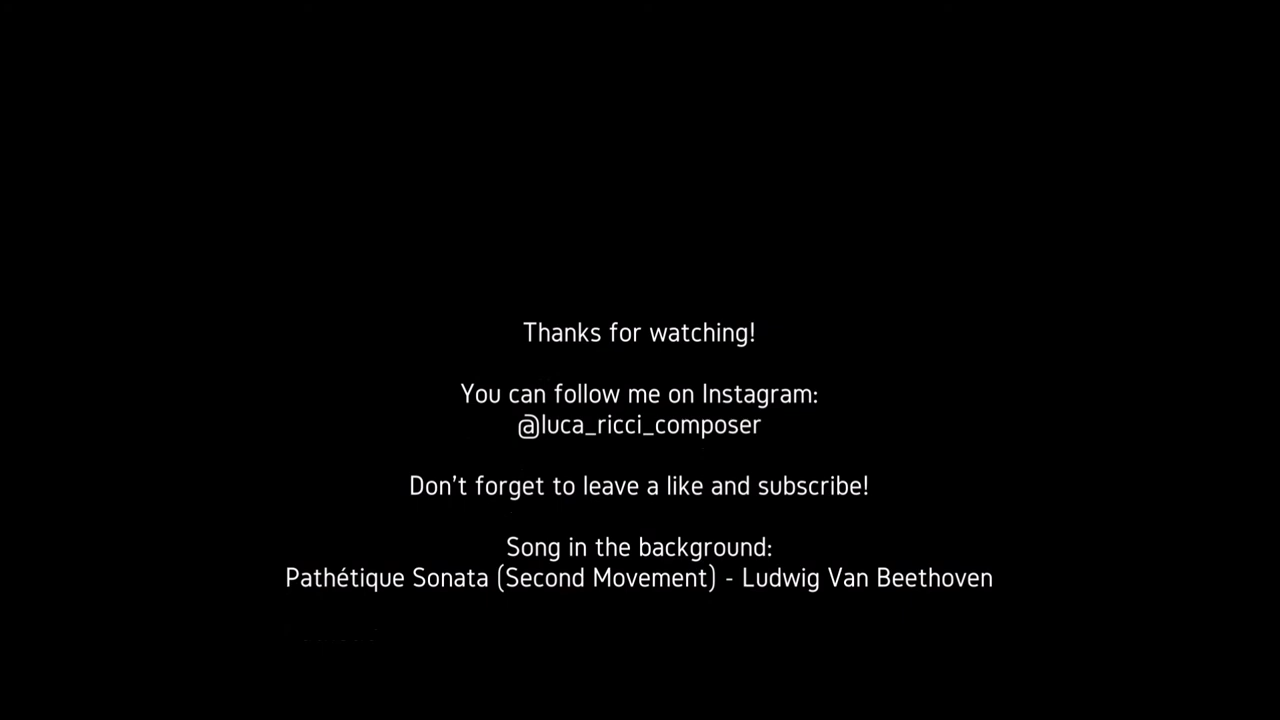 Thanks for watching!
You can follow me on Instagram:
@luca_ricci_composer
Don’t forget to leave a like and subscribe!
Song in the background:
Pathétique Sonata (Second Movement) - Ludwig Van Beethoven